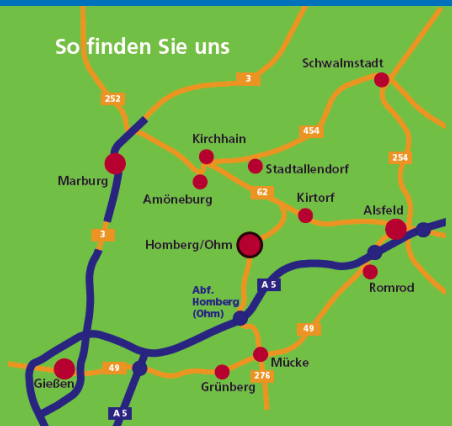 So finden Sie uns
Schwalmstadt
3
252
454
Kirchhain
254
Stadtallendorf
Marburg
62
Amöneburg
Kirtorf
Alsfeld
3
Homberg/Ohm
A 5
Abf.
Homberg
(Ohm)
Romrod
49
Mücke
49
276
Gießen
Grünberg
A 5